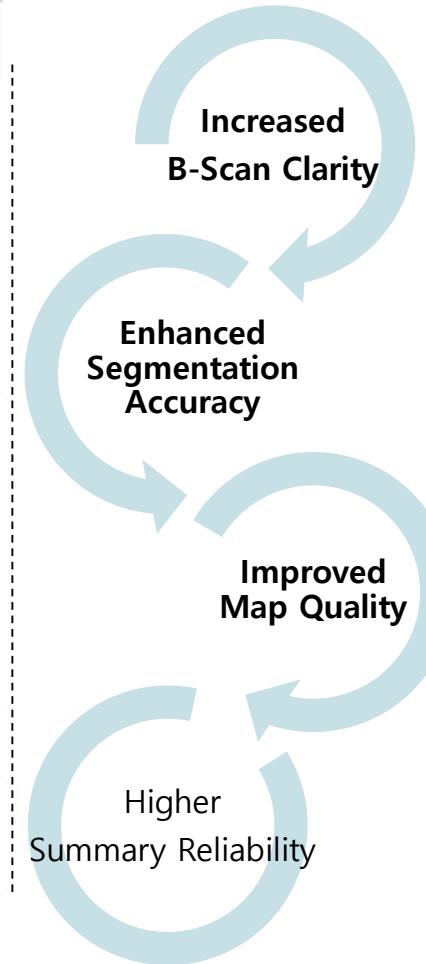 Increased
B-Scan Clarity
Enhanced
Segmentation
Accuracy
Improved
Map Quality
Higher
Summary Reliability